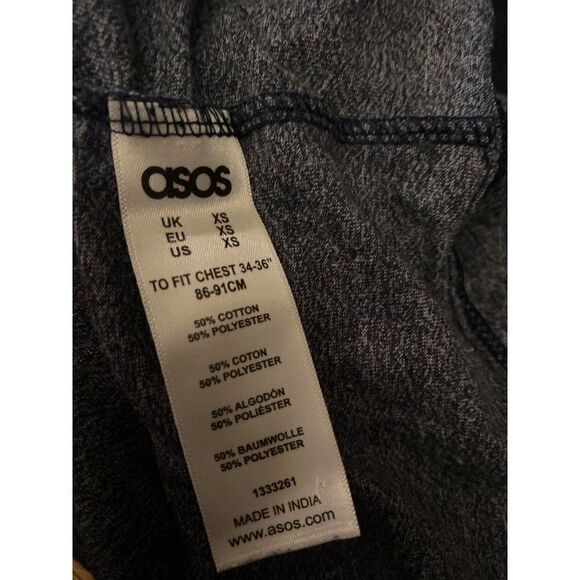 asos
UK XS
EU XS
US XS
TO FIT CHEST 34-36"
86-91CM
50% COTTON
50% POLYESTER
50% COTON
50% POLYESTER
50% ALGODÓN
50% POLIÉSTER
50% BAUMWOLLE
50% POLYESTER
1333261
MADE IN INDIA
www.asos.com